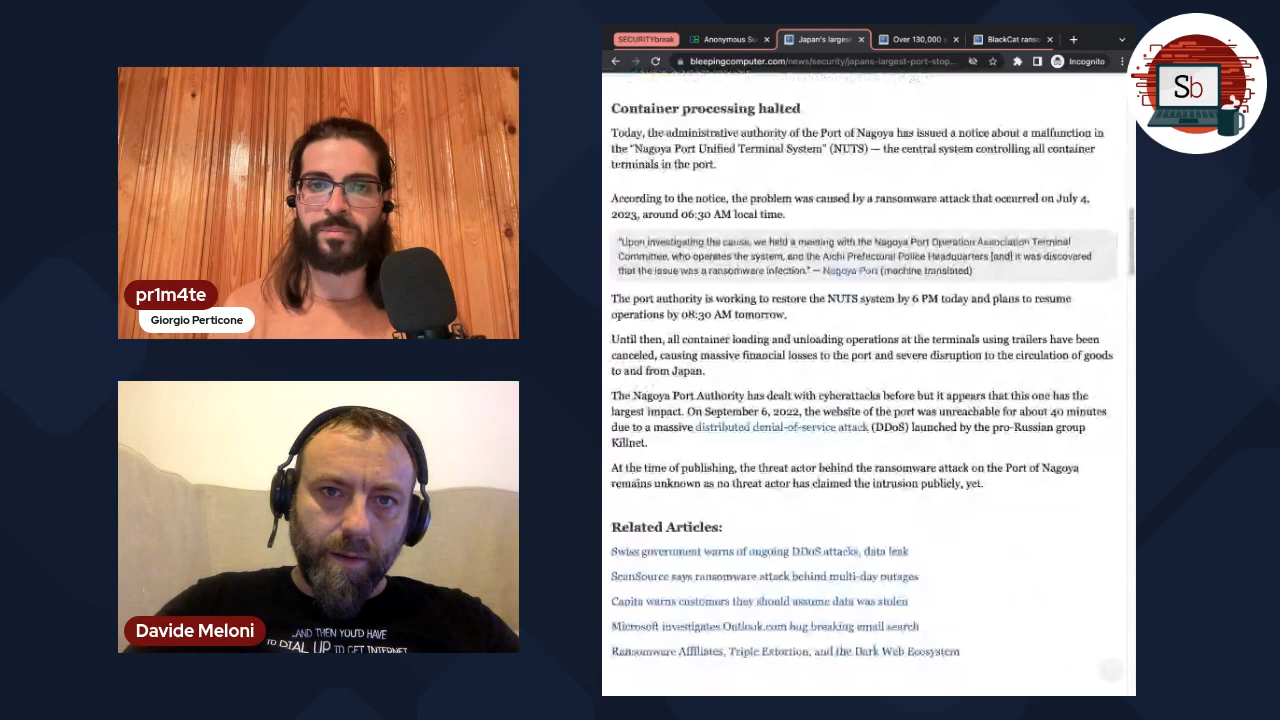 pr1m4te
Giorgio Perticone
Davide Meloni
...AND THEN YOU'D HAVE
TO DIAL UP TO GET INTERNET
SECURITYbreak
Anonymous Su
Japan's largest
Over 130,000 s
BlackCat ranso
bleepingcomputer.com/news/security/japans-largest-port-stop...
Incognito
Sb
Container processing halted
Today, the administrative authority of the Port of Nagoya has issued a notice about a malfunction in
the "Nagoya Port Unified Terminal System" (NUTS) — the central system controlling all container
terminals in the port.
According to the notice, the problem was caused by a ransomware attack that occurred on July 4,
2023, around 06:30 AM local time.
"Upon investigating the cause, we held a meeting with the Nagoya Port Operation Association Terminal
Committee, who operates the system, and the Aichi Prefectural Police Headquarters [and] it was discovered
that the issue was a ransomware infection." — Nagoya Port (machine translated)
The port authority is working to restore the NUTS system by 6 PM today and plans to resume
operations by 08:30 AM tomorrow.
Until then, all container loading and unloading operations at the terminals using trailers have been
canceled, causing massive financial losses to the port and severe disruption to the circulation of goods
to and from Japan.
The Nagoya Port Authority has dealt with cyberattacks before but it appears that this one has the
largest impact. On September 6, 2022, the website of the port was unreachable for about 40 minutes
due to a massive distributed denial-of-service attack (DDoS) launched by the pro-Russian group
Killnet.
At the time of publishing, the threat actor behind the ransomware attack on the Port of Nagoya
remains unknown as no threat actor has claimed the intrusion publicly, yet.
Related Articles:
Swiss government warns of ongoing DDoS attacks, data leak
ScanSource says ransomware attack behind multi-day outages
Capita warns customers they should assume data was stolen
Microsoft investigates Outlook.com bug breaking email search
Ransomware Affiliates, Triple Extortion, and the Dark Web Ecosystem